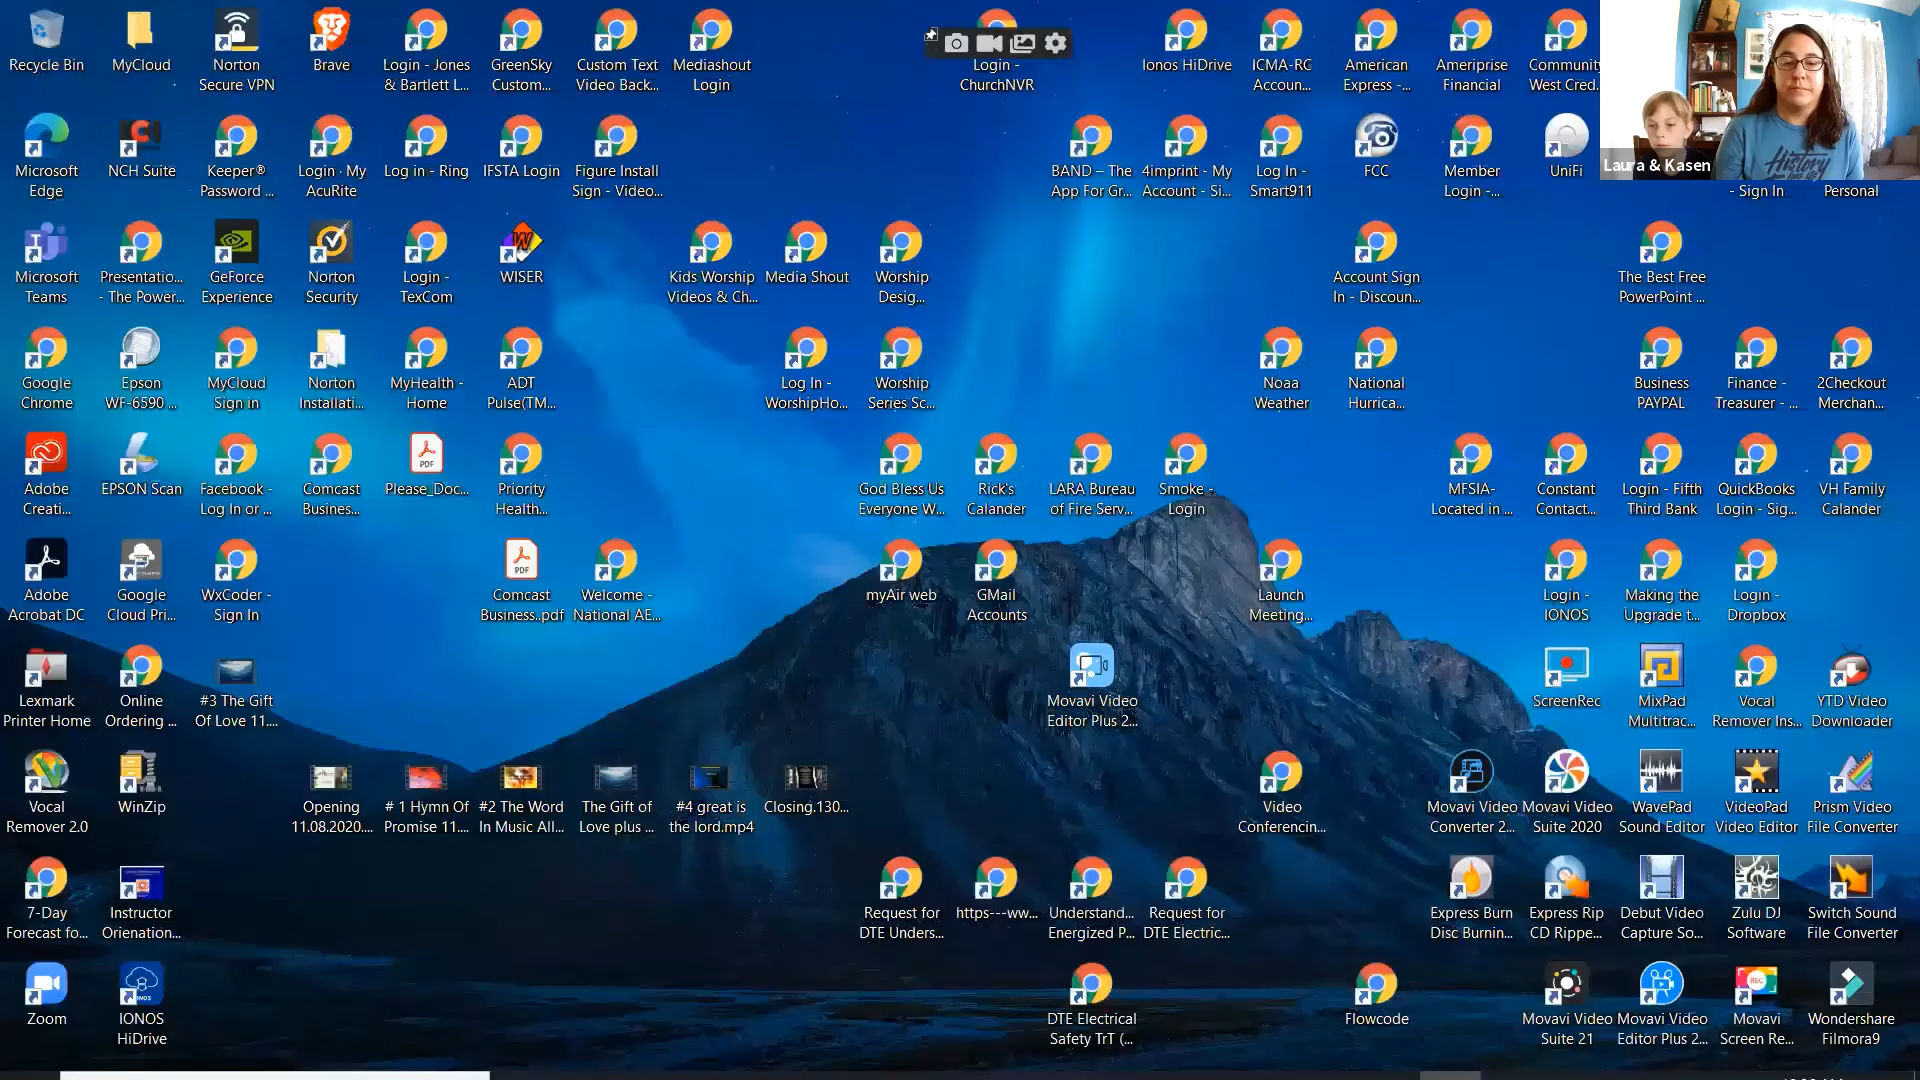 Recycle Bin
MyCloud
Norton
Secure VPN
Brave
Login - Jones
& Bartlett L...
GreenSky
Custom...
Custom Text
Video Back...
Mediashout
Login
Login -
ChurchNVR
Ionos HiDrive
ICMA-RC
Accoun...
American
Express -...
Ameriprise
Financial
Community
West Cred.
Microsoft
Edge
NCH Suite
Keeper®
Password ...
Login · My
AcuRite
Log in - Ring
IFSTA Login
Figure Install
Sign - Video...
BAND – The
App For Gr...
4imprint - My
Account - Si...
Log In -
Smart911
FCC
Member
Login -...
UniFi
Laura & Kasen
History
- Sign In
Personal
Microsoft
Teams
Presentatio...
- The Power...
GeForce
Experience
Norton
Security
Login -
TexCom
WISER
Kids Worship
Videos & Ch...
Media Shout
Worship
Desig...
Account Sign
In - Discoun...
The Best Free
PowerPoint ...
Google
Chrome
Epson
WF-6590 ...
MyCloud
Sign in
Norton
Installati...
MyHealth -
Home
ADT
Pulse(TM...
Log In -
WorshipHo...
Worship
Series Sc...
Noaa
Weather
National
Hurrica...
Business
PAYPAL
Finance -
Treasurer - ...
2Checkout
Merchan...
Adobe
Creati...
EPSON Scan
Facebook -
Log In or ...
Comcast
Busines...
PDF
Please_Doc...
Priority
Health...
God Bless Us
Everyone W...
Rick's
Calander
LARA Bureau
of Fire Serv...
Smoke -
Login
MFSIA-
Located in ...
Constant
Contact...
Login - Fifth
Third Bank
QuickBooks
Login - Sig...
VH Family
Calander
Adobe
Acrobat DC
Google
Cloud Pri...
WxCoder -
Sign In
PDF
Comcast
Business..pdf
Welcome -
National AE...
myAir web
GMail
Accounts
Launch
Meeting...
Login -
IONOS
Making the
Upgrade t...
Login -
Dropbox
Lexmark
Printer Home
Online
Ordering ...
#3 The Gift
Of Love 11....
Movavi Video
Editor Plus 2...
ScreenRec
MixPad
Multitrac...
Vocal
Remover Ins...
YTD Video
Downloader
Vocal
Remover 2.0
WinZip
Opening
11.08.2020....
# 1 Hymn Of
Promise 11....
#2 The Word
In Music All...
The Gift of
Love plus ...
#4 great is
the lord.mp4
Closing.130...
Video
Conferencin...
Movavi Video
Converter 2...
Movavi Video
Suite 2020
WavePad
Sound Editor
VideoPad
Video Editor
Prism Video
File Converter
7-Day
Forecast fo...
Instructor
Orienation...
Request for
DTE Unders...
https---ww...
Understand...
Energized P...
Request for
DTE Electric...
Express Burn
Disc Burnin...
Express Rip
CD Rippe...
Debut Video
Capture So...
Zulu DJ
Software
Switch Sound
File Converter
Zoom
IONOS
IONOS
HiDrive
DTE Electrical
Safety TrT (...
Flowcode
Movavi Video
Suite 21
Movavi Video
Editor Plus 2...
REC
Movavi
Screen Re...
Wondershare
Filmora9